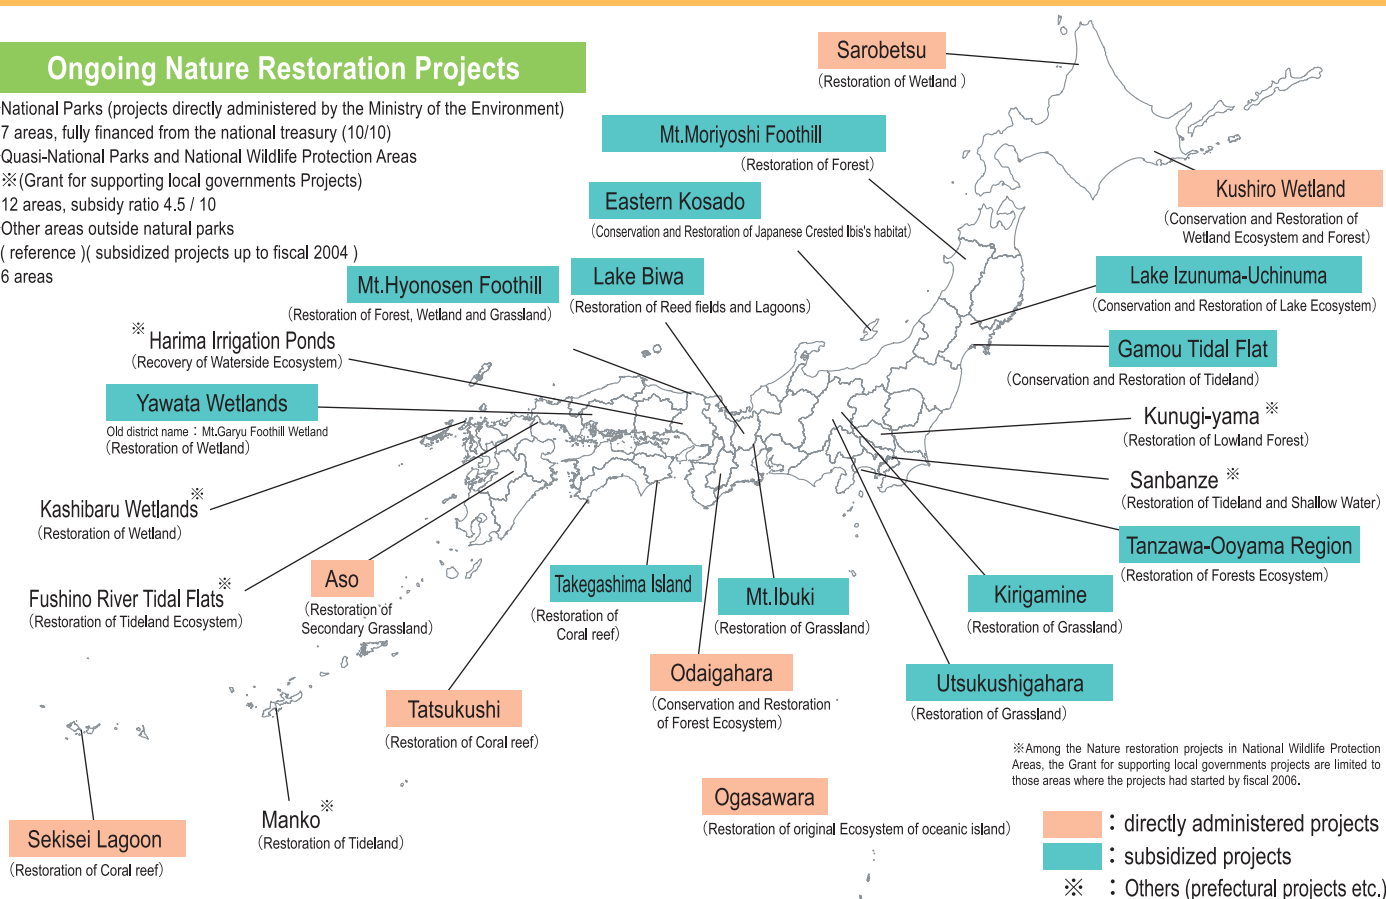 Ongoing Nature Restoration Projects
National Parks (projects directly administered by the Ministry of the Environment)
7 areas, fully financed from the national treasury (10/10)
Quasi-National Parks and National Wildlife Protection Areas
※(Grant for supporting local governments Projects)
12 areas, subsidy ratio 4.5 / 10
Other areas outside natural parks
( reference )( subsidized projects up to fiscal 2004 )
6 areas
Sarobetsu
(Restoration of Wetland )
Mt.Moriyoshi Foothill
(Restoration of Forest)
Kushiro Wetland
(Conservation and Restoration of
Wetland Ecosystem and Forest)
Eastern Kosado
(Conservation and Restoration of Japanese Crested Ibis's habitat)
Mt.Hyonosen Foothill
(Restoration of Forest, Wetland and Grassland)
Lake Biwa
(Restoration of Reed fields and Lagoons)
Lake Izunuma-Uchinuma
(Conservation and Restoration of Lake Ecosystem)
※
Harima Irrigation Ponds
(Recovery of Waterside Ecosystem)
Gamou Tidal Flat
(Conservation and Restoration of Tideland)
Yawata Wetlands
Old district name：Mt.Garyu Foothill Wetland
(Restoration of Wetland)
Kunugi-yama ※
(Restoration of Lowland Forest)
Sanbanze ※
(Restoration of Tideland and Shallow Water)
Kashibaru Wetlands※
(Restoration of Wetland)
Tanzawa-Ooyama Region
(Restoration of Forests Ecosystem)
Fushino River Tidal Flats※
(Restoration of Tideland Ecosystem)
Aso
(Restoration of
Secondary Grassland)
Takegashima Island
(Restoration of
Coral reef)
Mt.Ibuki
(Restoration of Grassland)
Kirigamine
(Restoration of Grassland)
Odaigahara
(Conservation and Restoration
of Forest Ecosystem)
Utsukushigahara
(Restoration of Grassland)
Tatsukushi
(Restoration of Coral reef)
※Among the Nature restoration projects in National Wildlife Protection
Areas, the Grant for supporting local governments projects are limited to
those areas where the projects had started by fiscal 2006.
Ogasawara
(Restoration of original Ecosystem of oceanic island)
Manko※
(Restoration of Tideland)
Sekisei Lagoon
(Restoration of Coral reef)
：directly administered projects
：subsidized projects
※ ：Others (prefectural projects etc.)